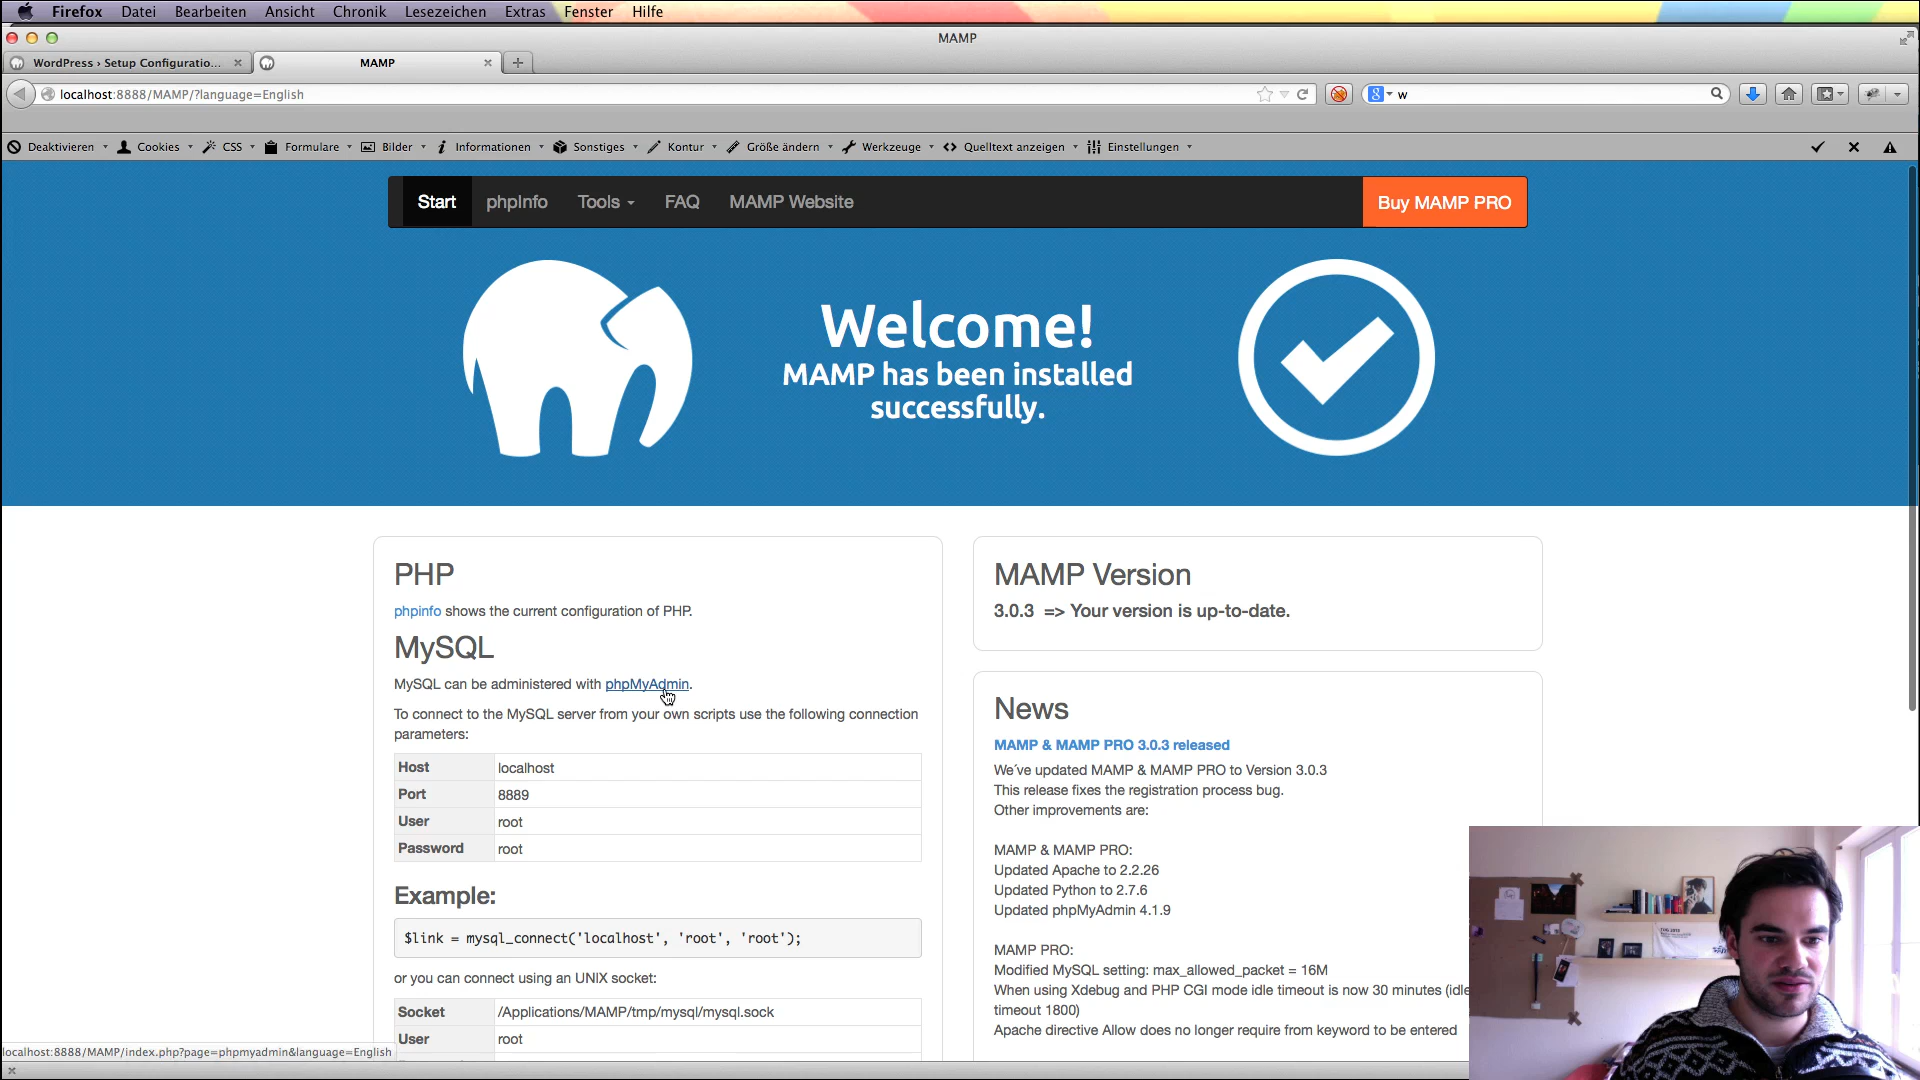 Firefox Datei Bearbeiten Ansicht Chronik Lesezeichen Extras Fenster Hilfe
MAMP
WordPress › Setup Configuratio...
MAMP
localhost:8888/MAMP/?language=English
w
Deaktivieren Cookies CSS Formulare Bilder Informationen Sonstiges Kontur Größe ändern Werkzeuge Quelltext anzeigen Einstellungen
Start phpInfo Tools FAQ MAMP Website
Buy MAMP PRO
Welcome!
MAMP has been installed
successfully.
PHP
phpinfo shows the current configuration of PHP.
MySQL
MySQL can be administered with phpMyAdmin.
To connect to the MySQL server from your own scripts use the following connection
parameters:
Host localhost
Port 8889
User root
Password root
Example:
$link = mysql_connect('localhost', 'root', 'root');
or you can connect using an UNIX socket:
Socket /Applications/MAMP/tmp/mysql/mysql.sock
User root
MAMP Version
3.0.3 => Your version is up-to-date.
News
MAMP & MAMP PRO 3.0.3 released
We´ve updated MAMP & MAMP PRO to Version 3.0.3
This release fixes the registration process bug.
Other improvements are:
MAMP & MAMP PRO:
Updated Apache to 2.2.26
Updated Python to 2.7.6
Updated phpMyAdmin 4.1.9
MAMP PRO:
Modified MySQL setting: max_allowed_packet = 16M
When using Xdebug and PHP CGI mode idle timeout is now 30 minutes (idle
timeout 1800)
Apache directive Allow does no longer require from keyword to be entered
localhost:8888/MAMP/index.php?page=phpmyadmin&language=English